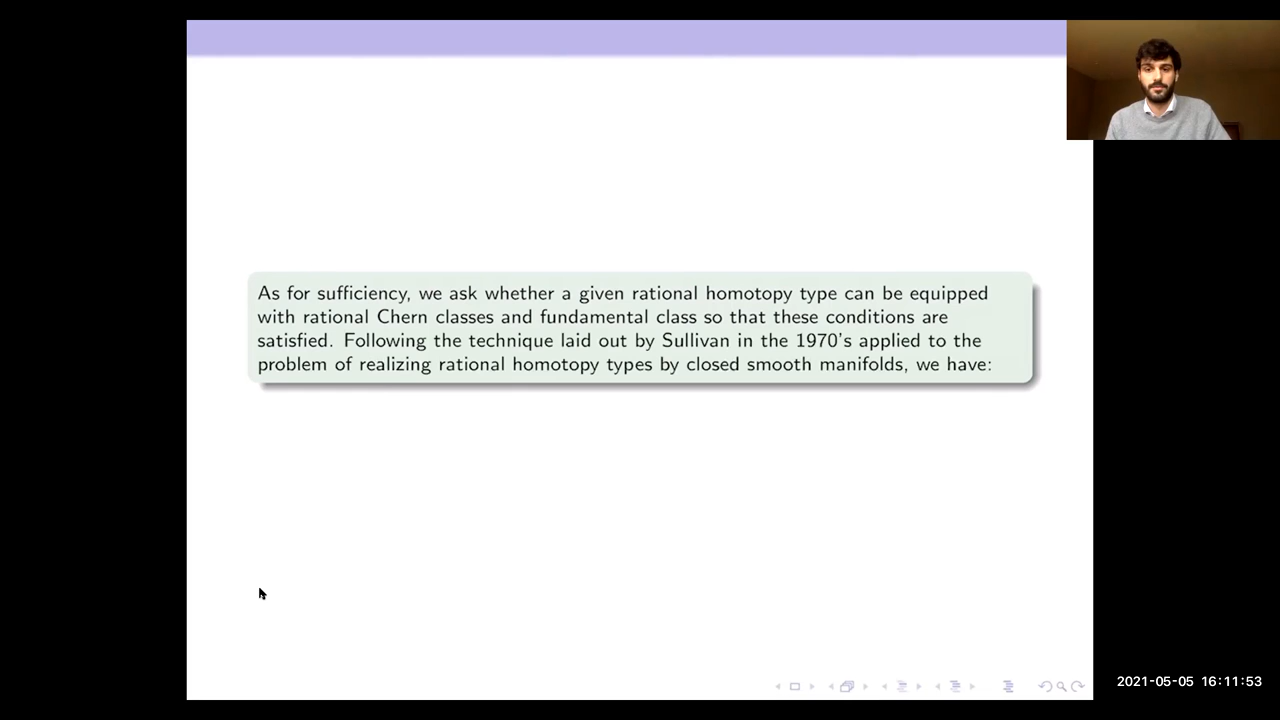 As for sufficiency, we ask whether a given rational homotopy type can be equipped
with rational Chern classes and fundamental class so that these conditions are
satisfied. Following the technique laid out by Sullivan in the 1970's applied to the
problem of realizing rational homotopy types by closed smooth manifolds, we have:
2021-05-05 16:11:53